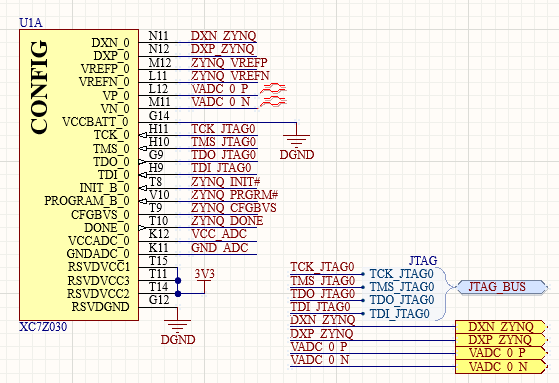 U1A
CONFIG
DXN_0 N11 DXN_ZYNQ
DXP_0 N12 DXP_ZYNQ
VREFP_0 M12 ZYNQ_VREFP
VREFN_0 L11 ZYNQ_VREFN
VP_0 L12 VADC_0_P
VN_0 M11 VADC_0_N
VCCBATT_0 G14
TCK_0 H11 TCK_JTAG0
TMS_0 H10 TMS_JTAG0
TDO_0 G9 TDO_JTAG0
TDI_0 H9 TDI_JTAG0
INIT_B_0 T8 ZYNQ_INIT#
PROGRAM_B_0 V10 ZYNQ_PRGRM#
CFGBVS_0 T9 ZYNQ_CFGBVS
DONE_0 T10 ZYNQ_DONE
VCCADC_0 K12 VCC_ADC
GNDADC_0 K11 GND_ADC
RSVDVCC1 T15
RSVDVCC3 T11
RSVDVCC2 T14
RSVDGND G12
XC7Z030
DGND
3V3
DGND
JTAG
TCK_JTAG0 TCK_JTAG0
TMS_JTAG0 TMS_JTAG0 JTAG_BUS
TDO_JTAG0 TDO_JTAG0
TDI_JTAG0 TDI_JTAG0
DXN_ZYNQ DXN_ZYNQ
DXP_ZYNQ DXP_ZYNQ
VADC_0_P VADC_0_P
VADC_0_N VADC_0_N